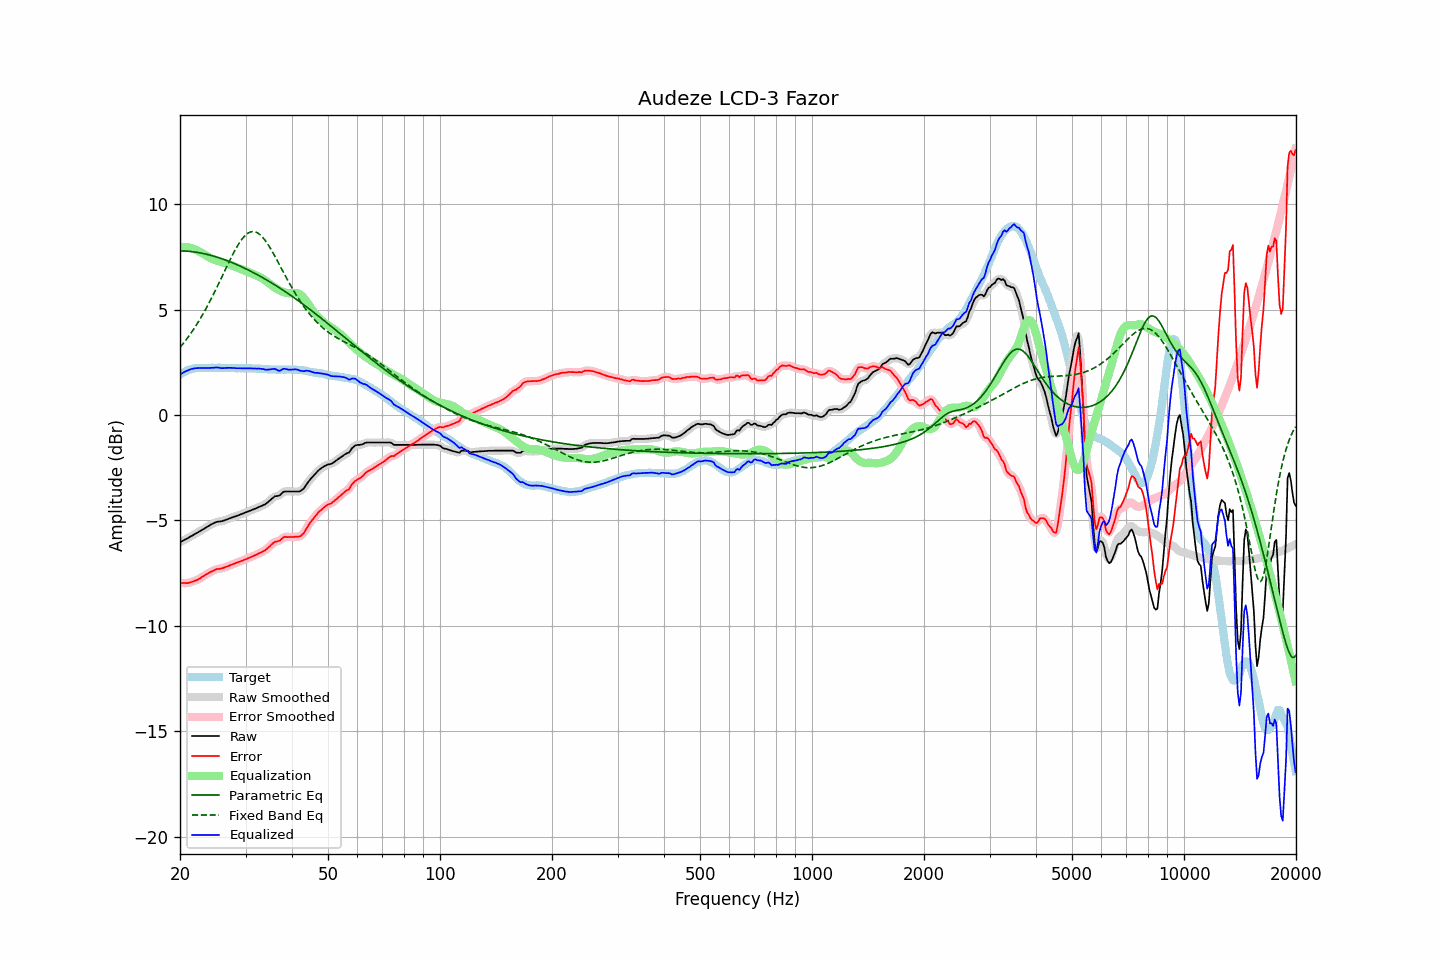 Audeze LCD-3 Fazor
Amplitude (dBr)
10
5
0
−5
−10
−15
−20
Target
Raw Smoothed
Error Smoothed
Raw
Error
Equalization
Parametric Eq
Fixed Band Eq
Equalized
20 50 100 200 500 1000 2000 5000 10000 20000
Frequency (Hz)